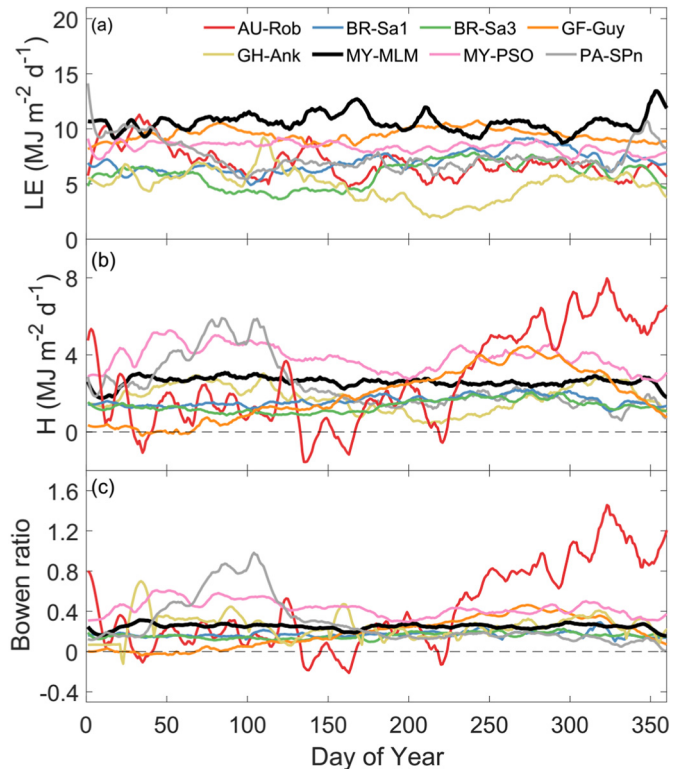 (a) AU-Rob BR-Sa1 BR-Sa3 GF-Guy
GH-Ank MY-MLM MY-PSO PA-SPn
LE (MJ m⁻² d⁻¹)
20
15
10
5
0
(b)
H (MJ m⁻² d⁻¹)
8
4
0
(c)
Bowen ratio
1.6
1.2
0.8
0.4
0
-0.4
0 50 100 150 200 250 300 350
Day of Year